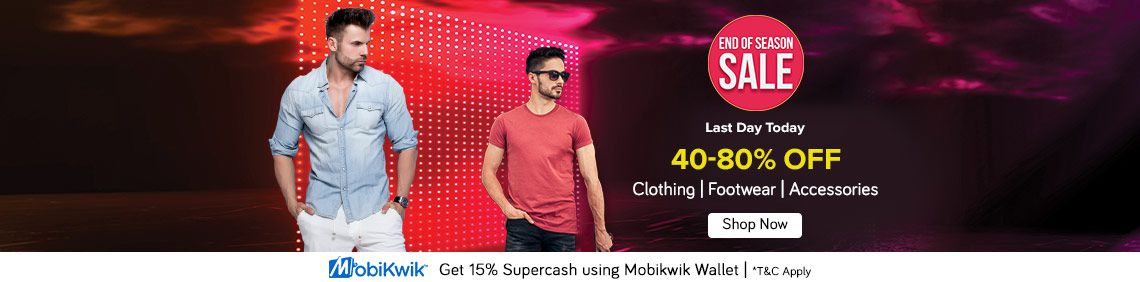 END OF SEASON
SALE
Last Day Today
40-80% OFF
Clothing | Footwear | Accessories
Shop Now
MobiKwik™ Get 15% Supercash using Mobikwik Wallet | *T&C Apply